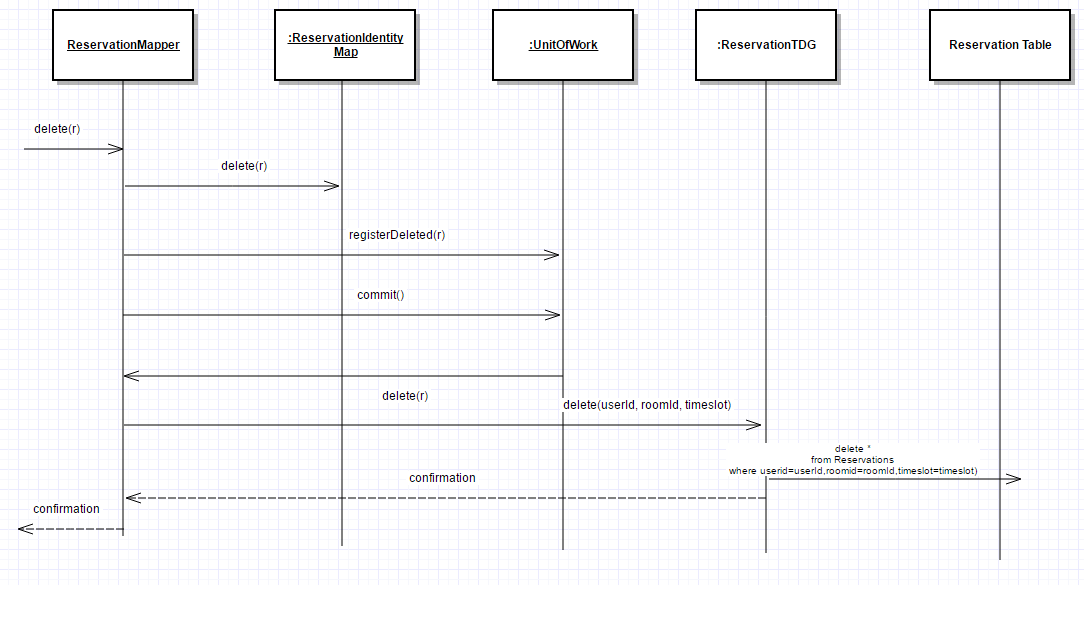 ReservationMapper
:ReservationIdentity
Map
:UnitOfWork
:ReservationTDG
Reservation Table
delete(r)
delete(r)
registerDeleted(r)
commit()
delete(r)
delete(userId, roomId, timeslot)
delete *
from Reservations
where userid=userId,roomid=roomId,timeslot=timeslot)
confirmation
confirmation